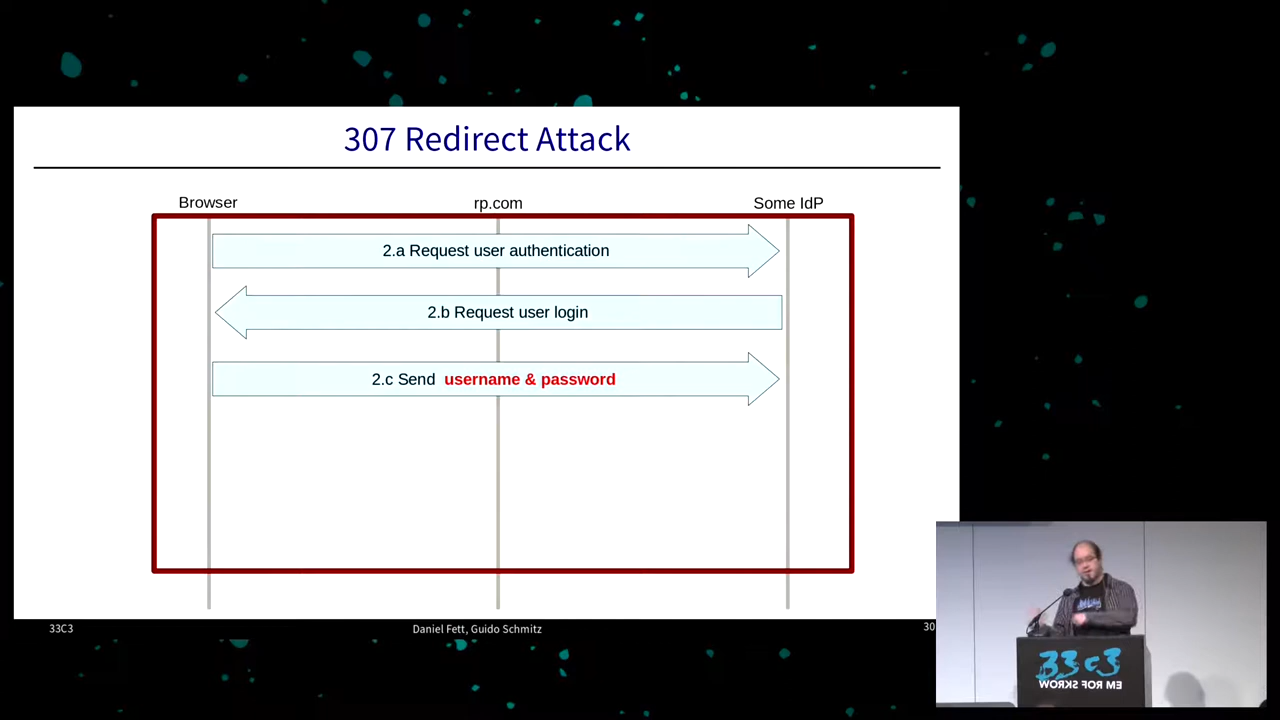 307 Redirect Attack
Browser
rp.com
Some IdP
2.a Request user authentication
2.b Request user login
2.c Send username & password
33C3
Daniel Fett, Guido Schmitz
30
33c3
WORKS FOR ME